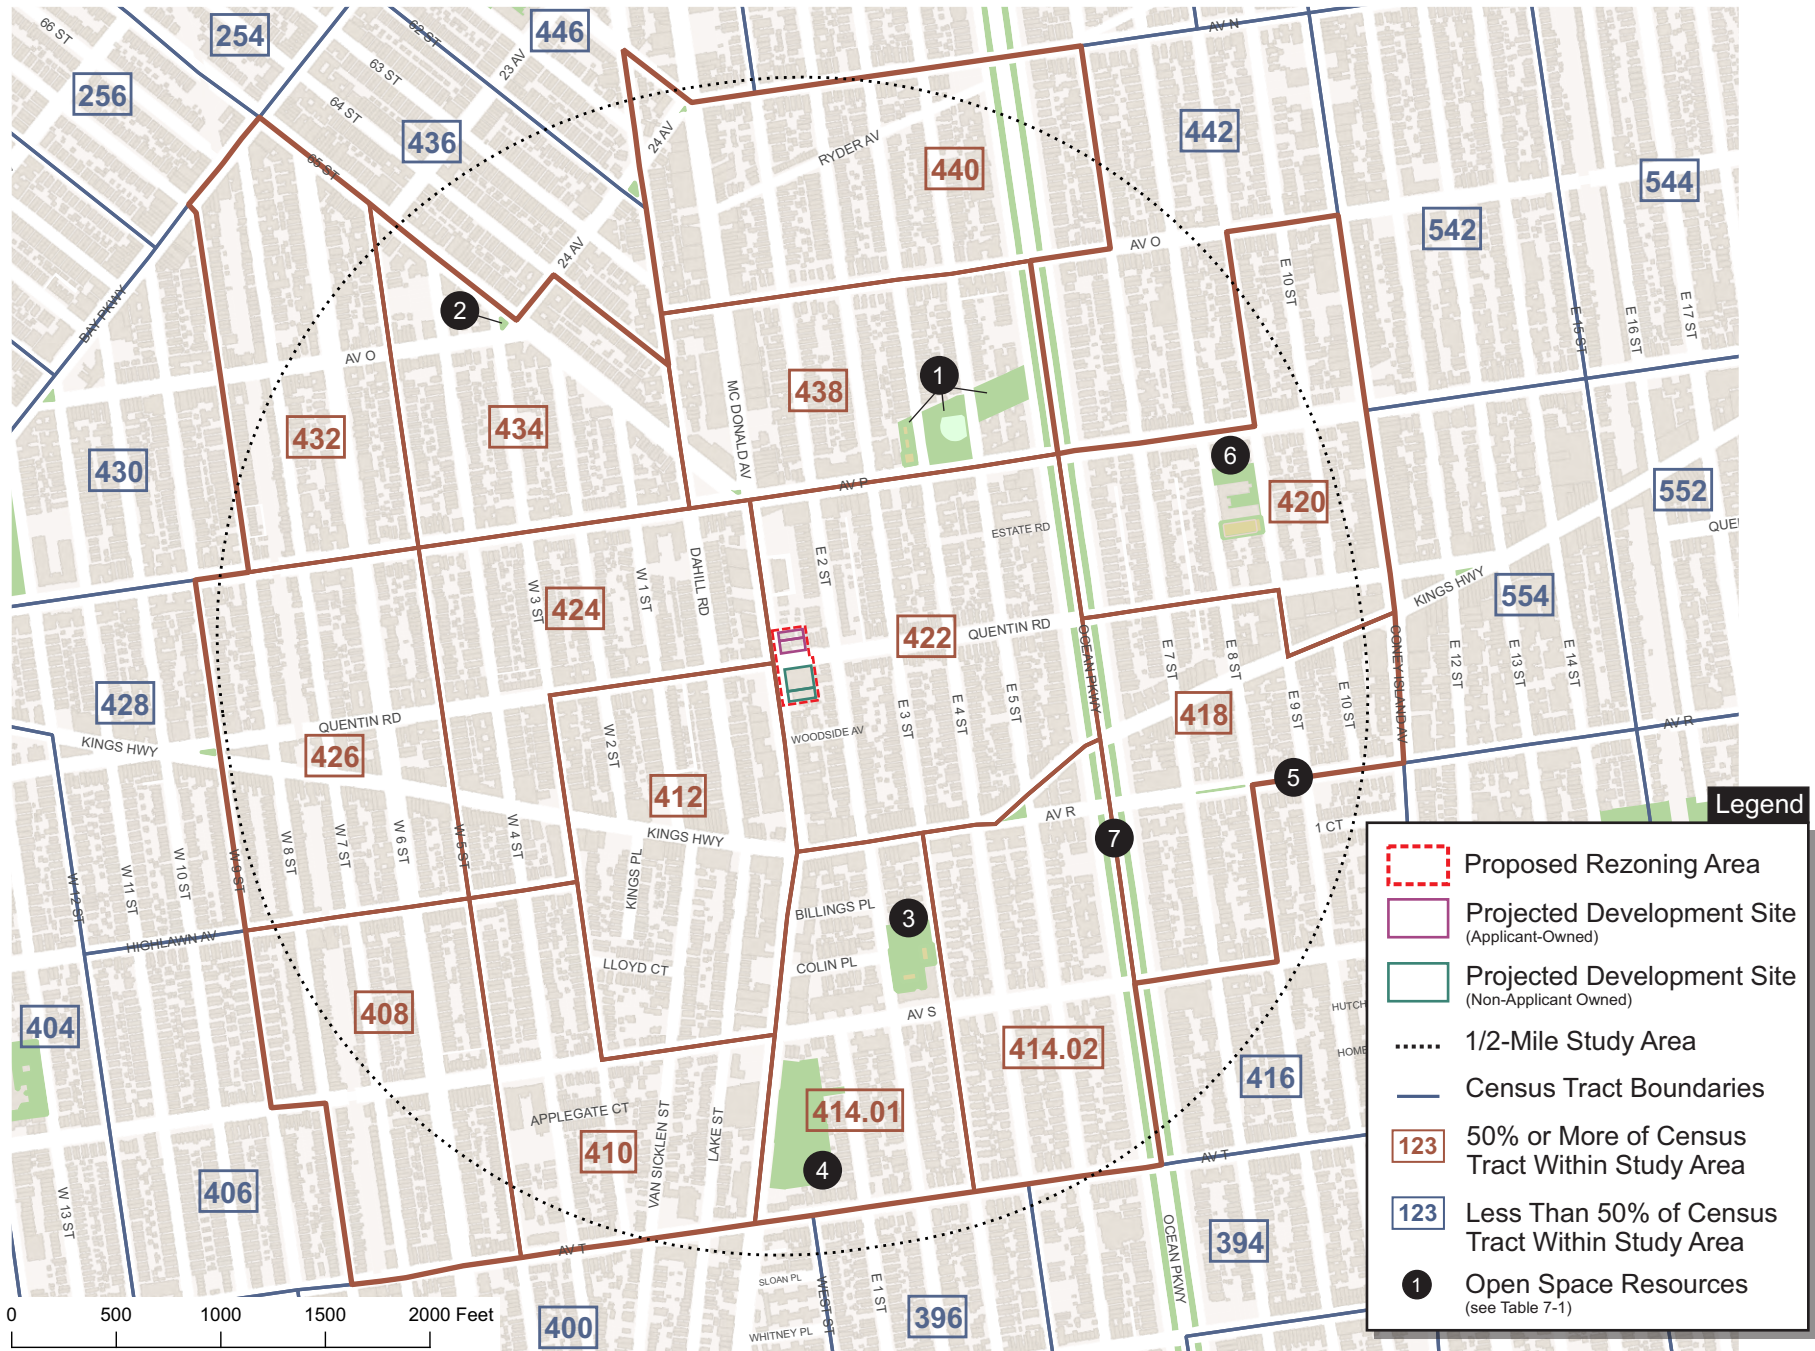 66 ST
254
62 ST
446
AV N
23 AV
63 ST
256
64 ST
436
24 AV
RYDER AV
442
440
65 ST
544
542
24 AV
AV O
E 10 ST
BAY PKWY
2
E 15 ST
E 16 ST
E 17 ST
AV O
1
438
MC DONALD AV
432
434
430
6
AV P
420
552
ESTATE RD
QUE
DAHILL RD
E 2 ST
W 3 ST
W 1 ST
424
KINGS HWY
554
422
QUENTIN RD
OCEAN PKWY
CONEY ISLAND AV
E 7 ST
E 8 ST
E 12 ST
E 13 ST
E 14 ST
428
E 3 ST
E 4 ST
E 5 ST
E 9 ST
E 10 ST
418
QUENTIN RD
W 2 ST
WOODSIDE AV
AV R
KINGS HWY
426
5
412
AV R
1 CT
KINGS HWY
7
W 12 ST
W 11 ST
W 10 ST
W 9 ST
W 8 ST
W 7 ST
W 6 ST
W 5 ST
W 4 ST
KINGS PL
BILLINGS PL
3
HIGHLAWN AV
LLOYD CT
COLIN PL
404
408
AV S
HUTCH
HOME
414.02
416
APPLEGATE CT
414.01
410
VAN SICKLEN ST
LAKE ST
4
AV T
406
W 13 ST
394
OCEAN PKWY
AV T
SLOAN PL
WEST ST
E 1 ST
400
396
WHITNEY PL
0 500 1000 1500 2000 Feet
Legend
Proposed Rezoning Area
Projected Development Site
(Applicant-Owned)
Projected Development Site
(Non-Applicant Owned)
1/2-Mile Study Area
Census Tract Boundaries
123
50% or More of Census
Tract Within Study Area
123
Less Than 50% of Census
Tract Within Study Area
1
Open Space Resources
(see Table 7-1)